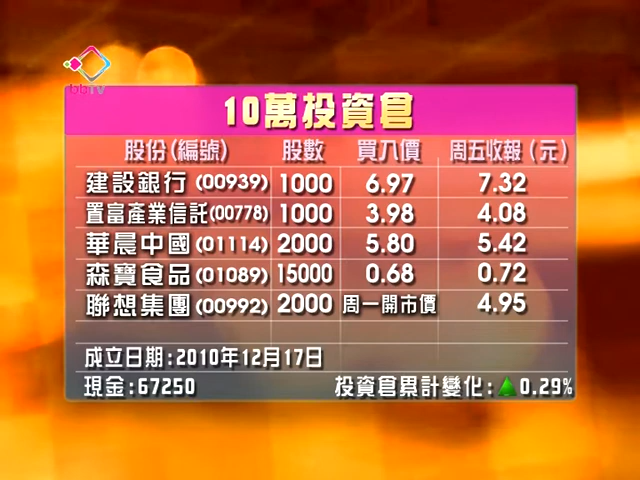 bbTV
10萬投資倉
股份(編號) 股數 買入價 周五收報(元)
建設銀行(00939) 1000 6.97 7.32
置富產業信託(00778) 1000 3.98 4.08
華晨中國(01114) 2000 5.80 5.42
森寶食品(01089) 15000 0.68 0.72
聯想集團(00992) 2000 周一開市價 4.95
成立日期:2010年12月17日
現金:67250 投資倉累計變化:▲0.29%